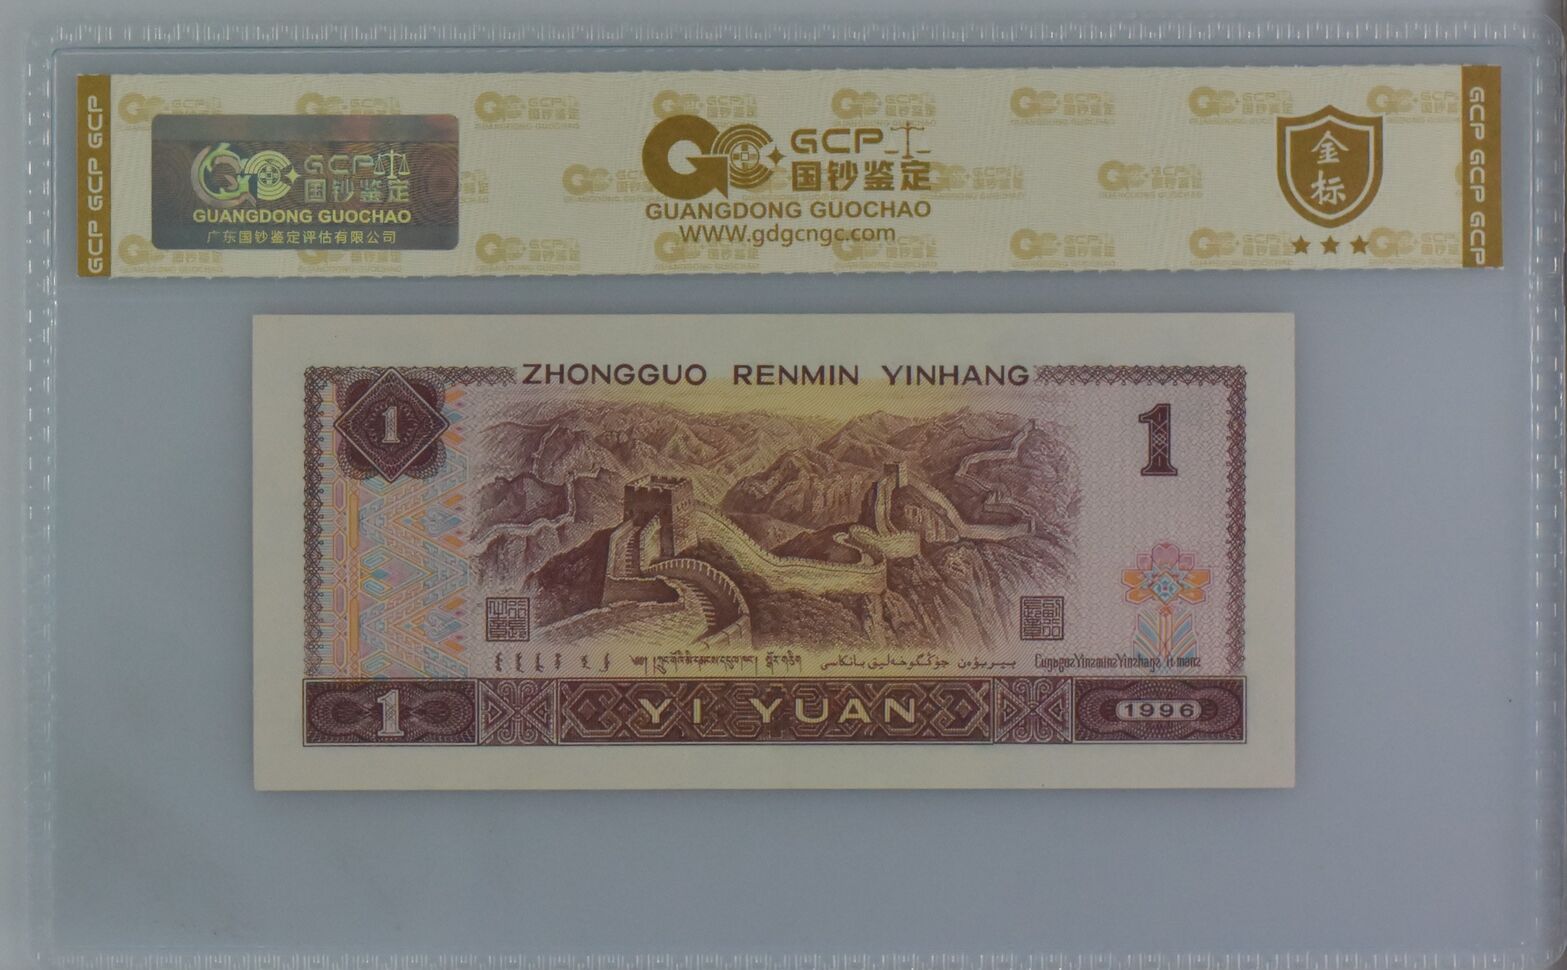 GCP GCP GCP
GCP
国钞鉴定
GUANGDONG GUOCHAO
广东国钞鉴定评估有限公司
GCP
国钞鉴定
GUANGDONG GUOCHAO
WWW.gdgcngc.com
金标
GCP GCP GCP
ZHONGGUO RENMIN YINHANG
1
1
1
YI YUAN
1996